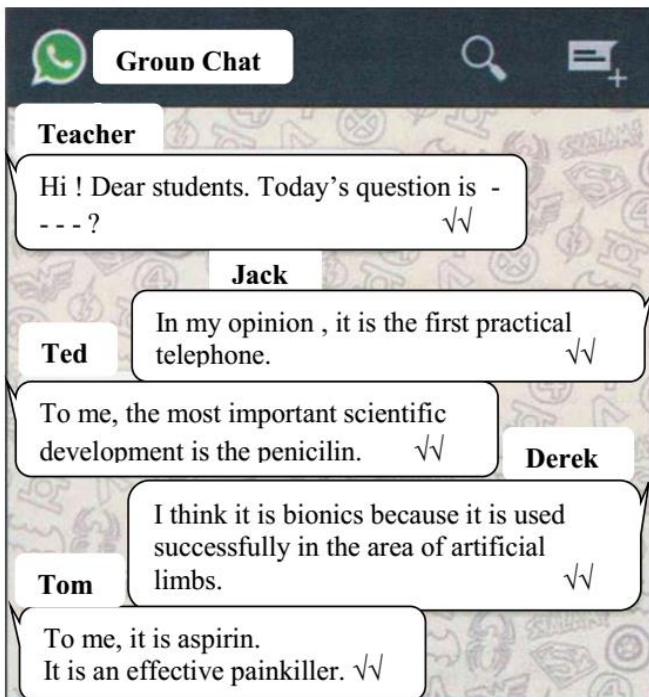 Group Chat
Teacher
Hi ! Dear students. Today’s question is -
- - - ? √√
Jack
In my opinion , it is the first practical
telephone. √√
Ted
To me, the most important scientific
development is the penicilin. √√
Derek
I think it is bionics because it is used
successfully in the area of artificial
limbs. √√
Tom
To me, it is aspirin.
It is an effective painkiller. √√